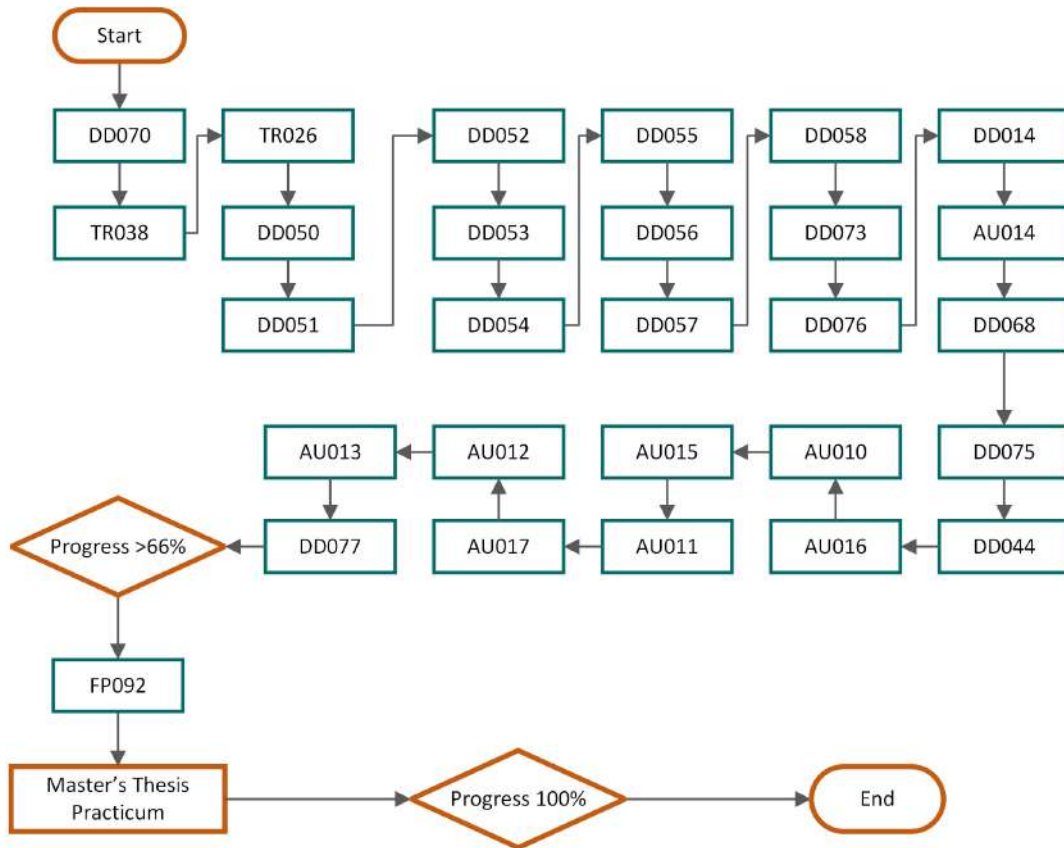 Start
DD070
TR026
DD052
DD055
DD058
DD014
TR038
DD050
DD053
DD056
DD073
AU014
DD051
DD054
DD057
DD076
DD068
AU013
AU012
AU015
AU010
DD075
Progress >66%
DD077
AU017
AU011
AU016
DD044
FP092
Master's Thesis
Practicum
Progress 100%
End